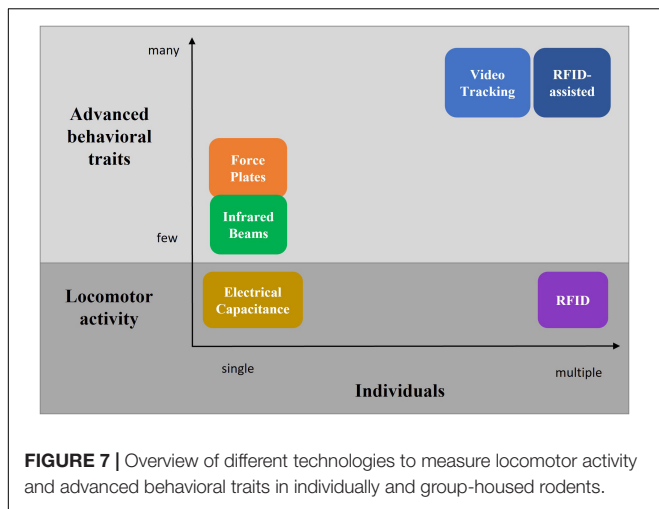 many
Advanced
behavioral
traits
few
Video
Tracking
RFID-
assisted
Force
Plates
Infrared
Beams
Locomotor
activity
Electrical
Capacitance
RFID
single
multiple
Individuals
FIGURE 7 | Overview of different technologies to measure locomotor activity
and advanced behavioral traits in individually and group-housed rodents.